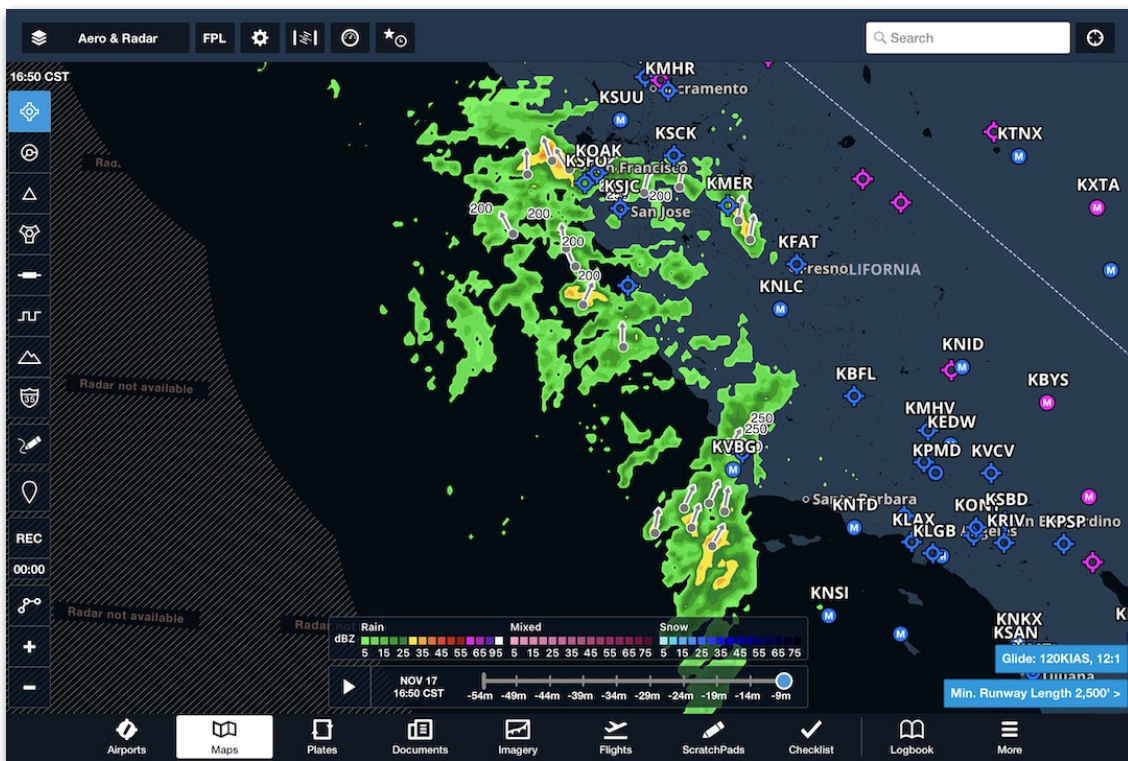 Aero & Radar
FPL
Search
16:50 CST
KMHR
Sacramento
KSUU
KSCK
KTNX
KOAK
KSFO
San Francisco
KSJC
200
KMER
KXTA
San Jose
200
200
200
200
KFAT
Fresno
CALIFORNIA
KNLC
KNID
KBYS
KBFL
KMHV
KEDW
250
250
KVBG
KPMD
KVCV
Santa Barbara
KNTD
KONT
KSBD
KLAX
KLGB
KRIV
KPSP
KNSI
KNKX
KSAN
Radar not available
Radar not available
REC
00:00
Rain
Mixed
Snow
dBZ
5 15 25 35 45 55 65 95
5 15 25 35 45 55 65 75
5 15 25 35 45 55 65 75
NOV 17
16:50 CST
-54m -49m -44m -39m -34m -29m -24m -19m -14m -9m
Glide: 120KIAS, 12:1
Min. Runway Length 2,500' >
Airports
Maps
Plates
Documents
Imagery
Flights
ScratchPads
Checklist
Logbook
More